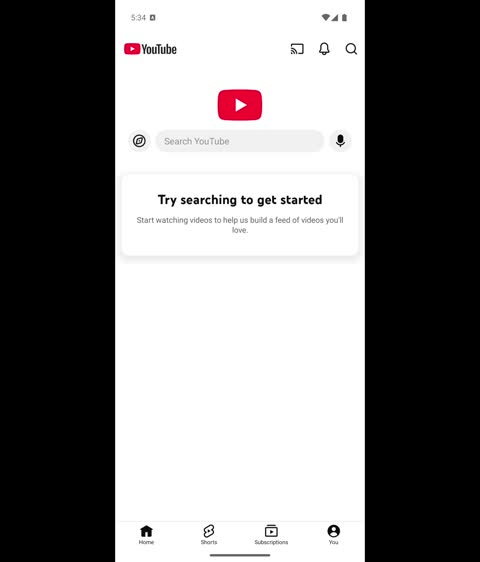 5:34
YouTube
Search YouTube
Try searching to get started
Start watching videos to help us build a feed of videos you'll
love.
Home
Shorts
Subscriptions
You